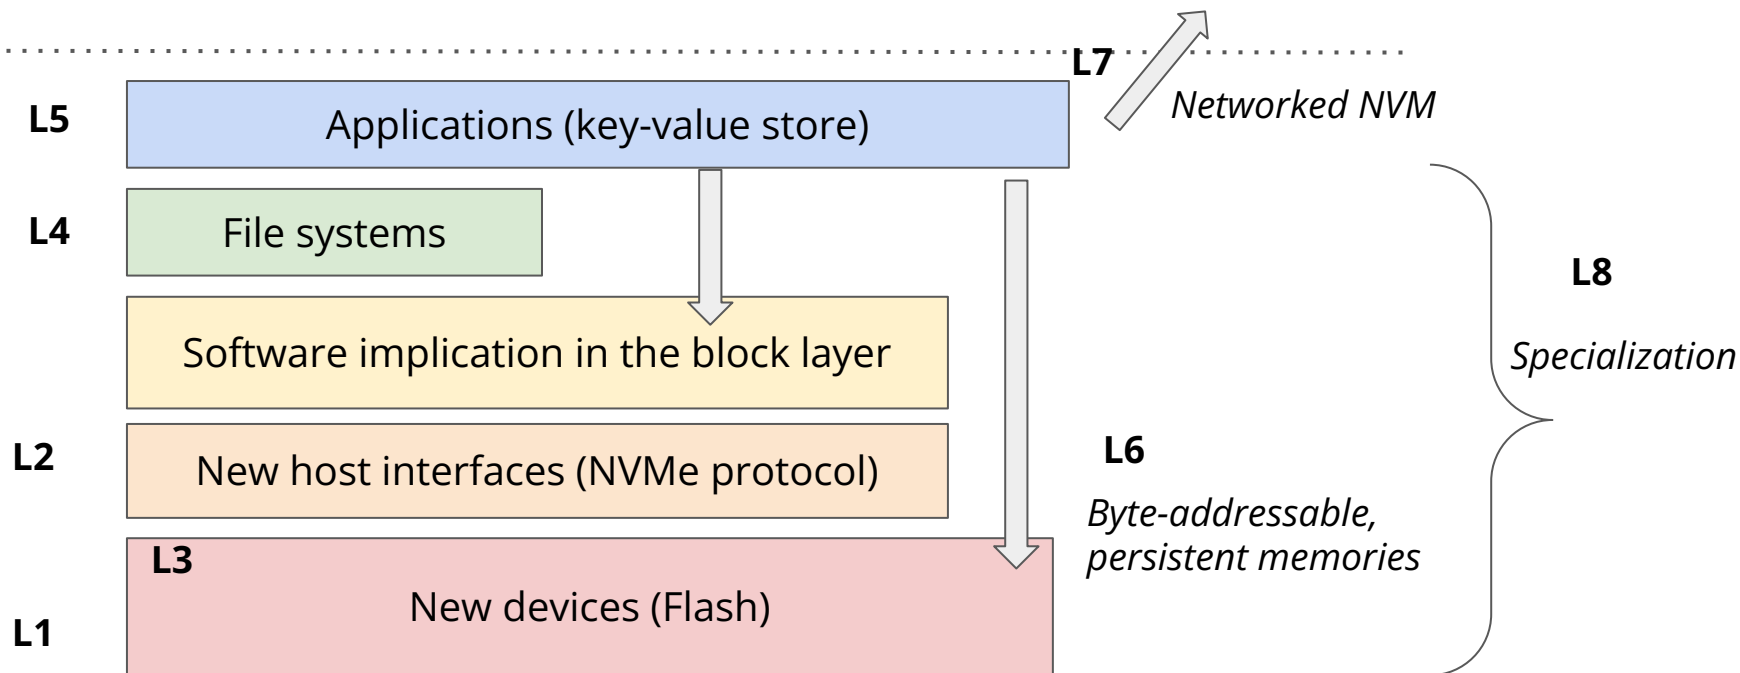 L7
Networked NVM
L5
Applications (key-value store)
L4
File systems
L8
Specialization
Software implication in the block layer
L2
New host interfaces (NVMe protocol)
L6
Byte-addressable,
persistent memories
L3
New devices (Flash)
L1